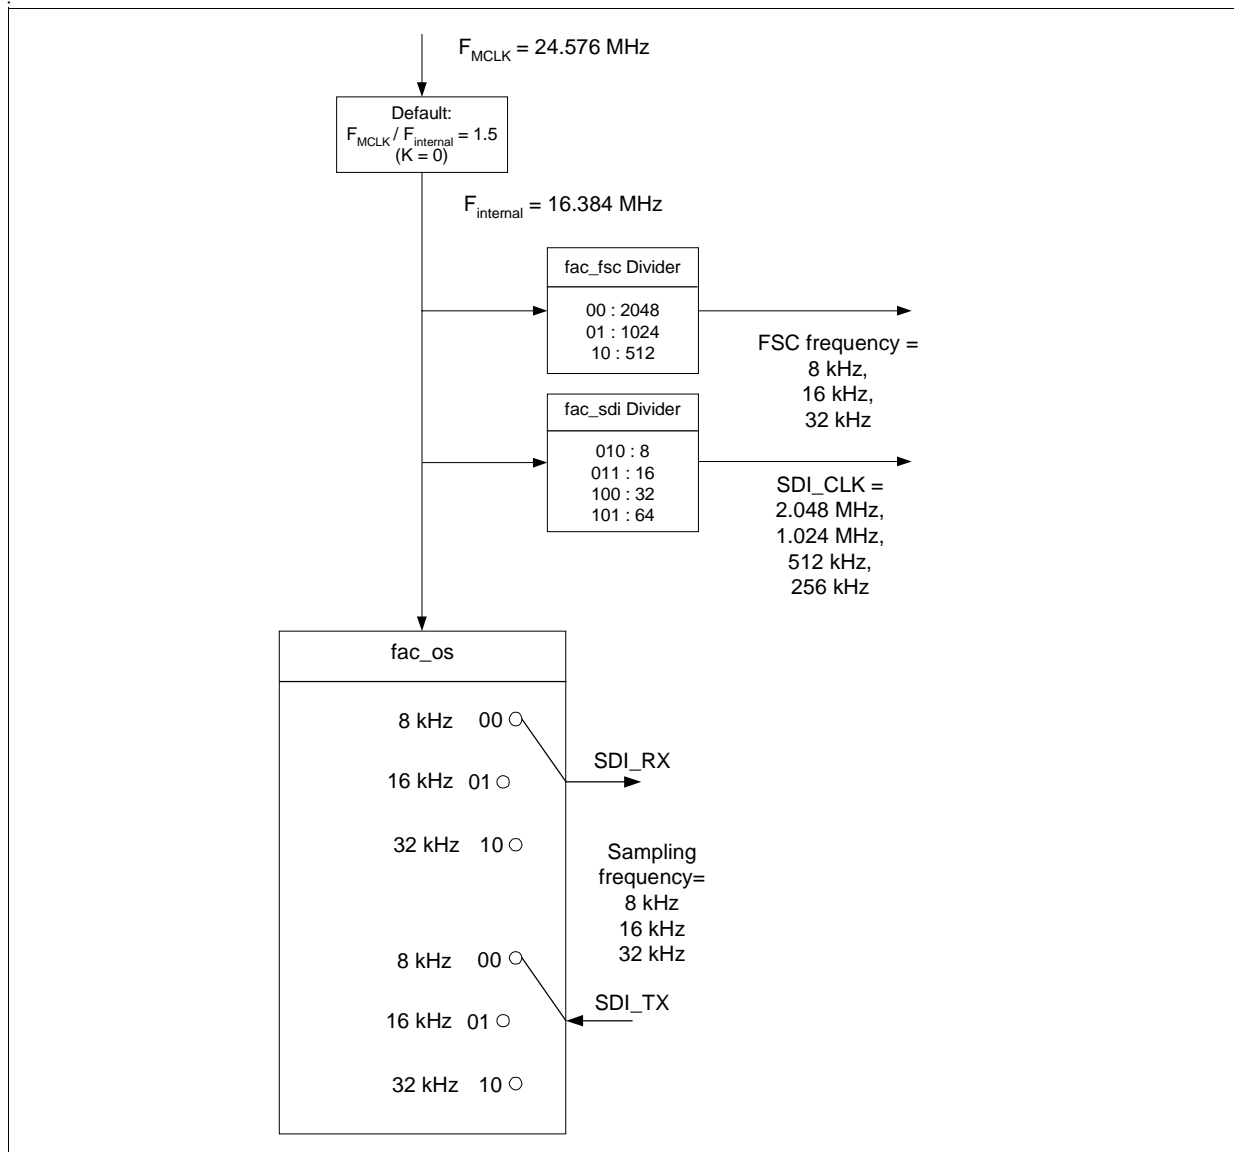 F_MCLK = 24.576 MHz
Default:
F_MCLK / F_internal = 1.5
(K = 0)
F_internal = 16.384 MHz
fac_fsc Divider
00 : 2048
01 : 1024
10 : 512
FSC frequency =
8 kHz,
16 kHz,
32 kHz
fac_sdi Divider
010 : 8
011 : 16
100 : 32
101 : 64
SDI_CLK =
2.048 MHz,
1.024 MHz,
512 kHz,
256 kHz
fac_os
8 kHz 00
16 kHz 01
32 kHz 10
SDI_RX
Sampling
frequency=
8 kHz
16 kHz
32 kHz
8 kHz 00
16 kHz 01
32 kHz 10
SDI_TX